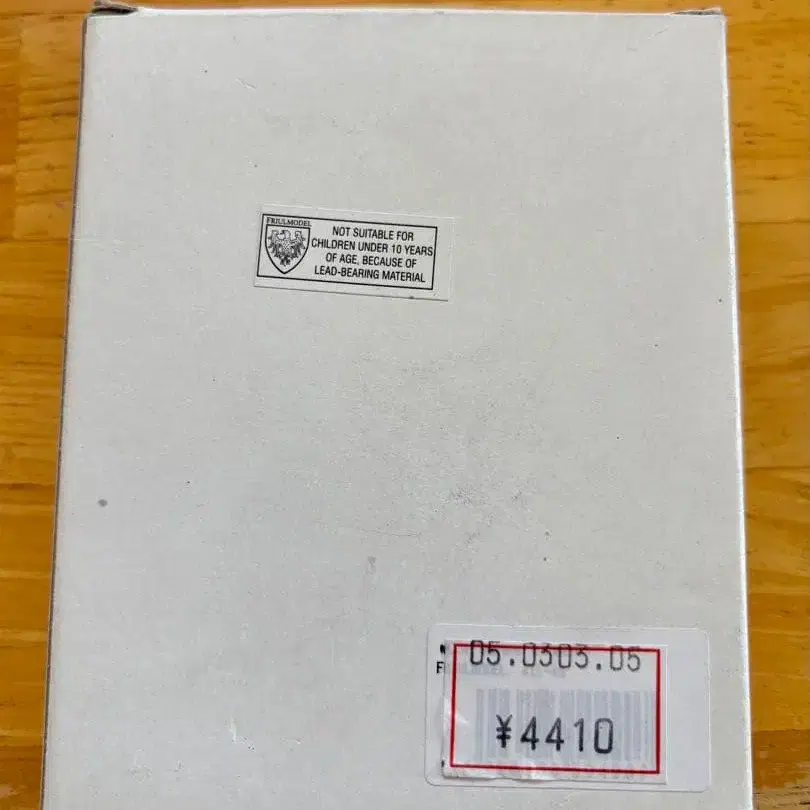 FRIULMODEL
NOT SUITABLE FOR
CHILDREN UNDER 10 YEARS
OF AGE, BECAUSE OF
LEAD-BEARING MATERIAL
05.0303.05
¥4410